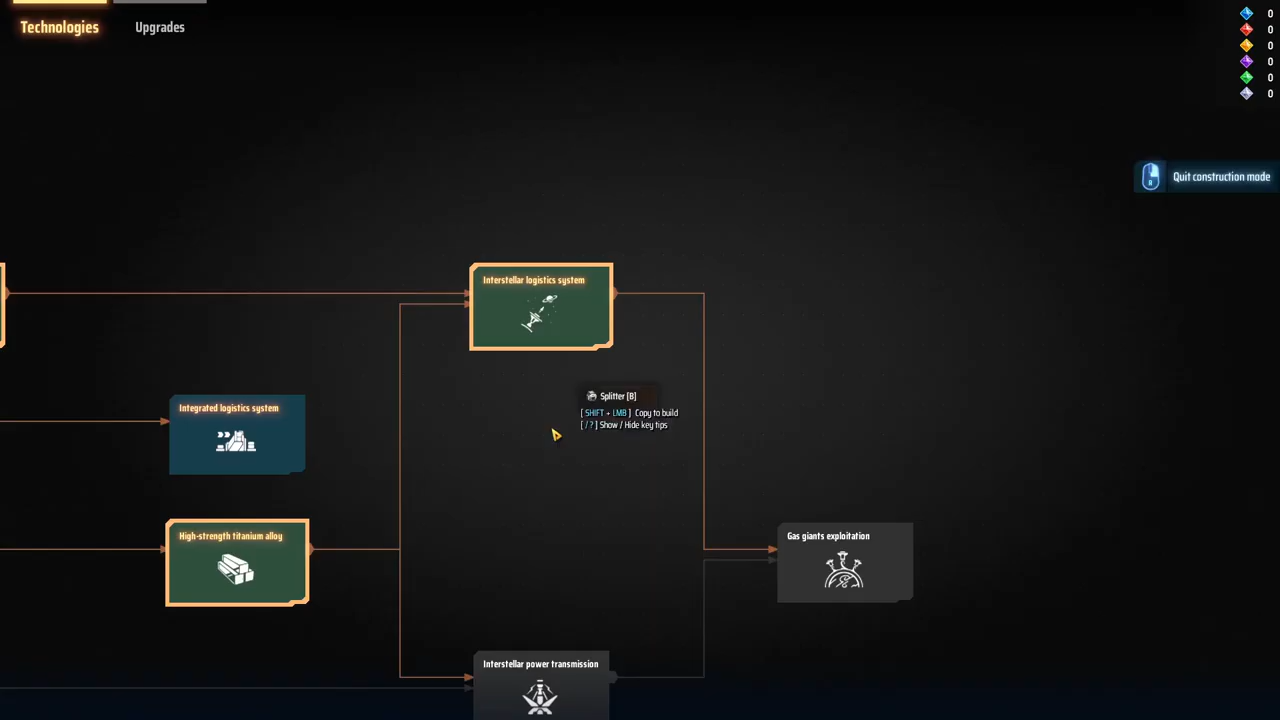 Technologies
Upgrades
0
0
0
0
0
0
R
Quit construction mode
Interstellar logistics system
Splitter [B]
[ SHIFT + LMB ] Copy to build
[ / ? ] Show / Hide key tips
Integrated logistics system
High-strength titanium alloy
Gas giants exploitation
Interstellar power transmission